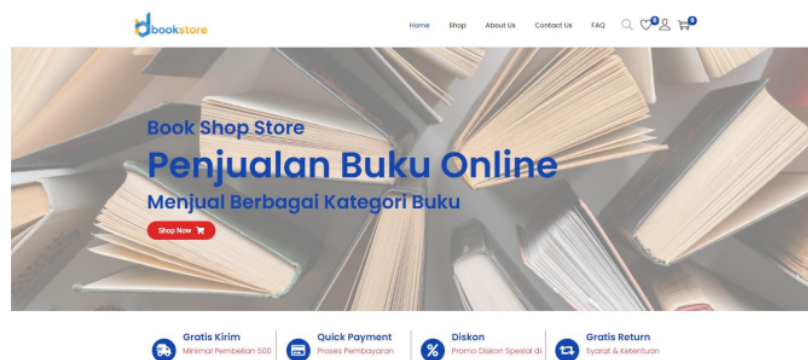 bookstore
Home Shop About Us Contact Us FAQ 0 0
Book Shop Store
Penjualan Buku Online
Menjual Berbagai Kategori Buku
Shop Now
Gratis Kirim Quick Payment Diskon Gratis Return
Minimal Pembelian 500 Proses Pembayaran Promo Diskon Spesial di Syarat & Ketentuan